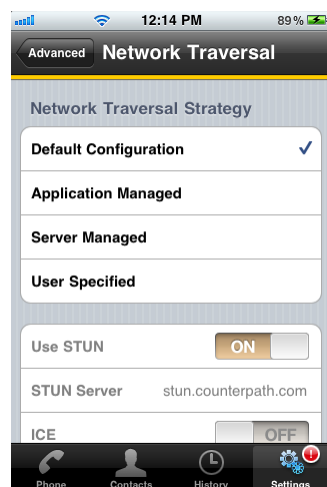 12:14 PM 89%
Advanced Network Traversal
Network Traversal Strategy
Default Configuration
Application Managed
Server Managed
User Specified
Use STUN ON
STUN Server stun.counterpath.com
ICE OFF
Phone Contacts History Settings